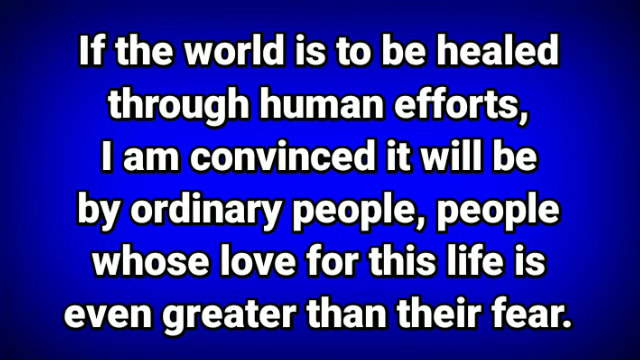 If the world is to be healed
through human efforts,
I am convinced it will be
by ordinary people, people
whose love for this life is
even greater than their fear.